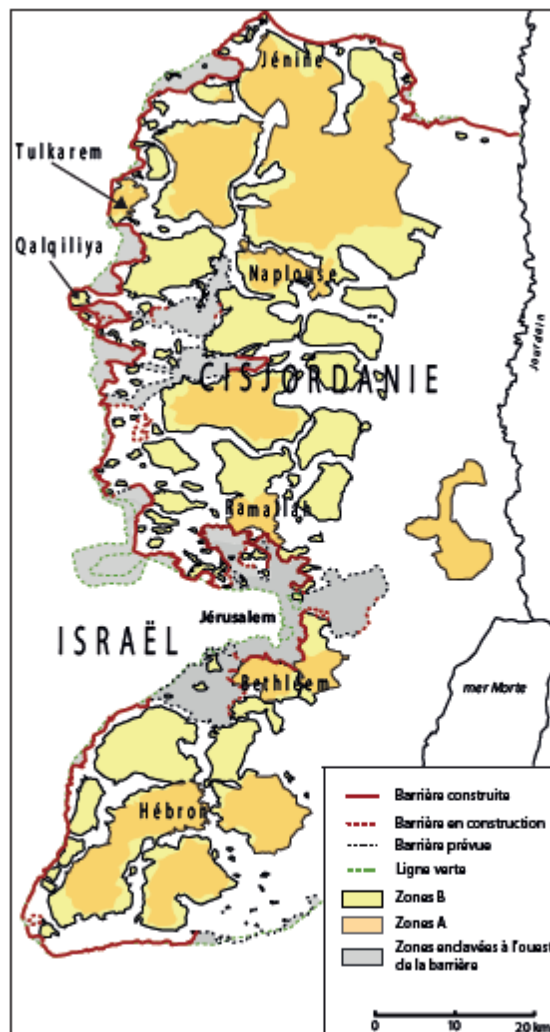 Jénine
Tulkarem
Qalqiliya
Naplouse
Jourdain
CISJORDANIE
Ramallah
Jérusalem
ISRAËL
Bethléem
mer Morte
Hébron
Barrière construite
Barrière en construction
Barrière prévue
Ligne verte
Zones B
Zones A
Zones enclavées à l'ouest
de la barrière
0 10 20 km